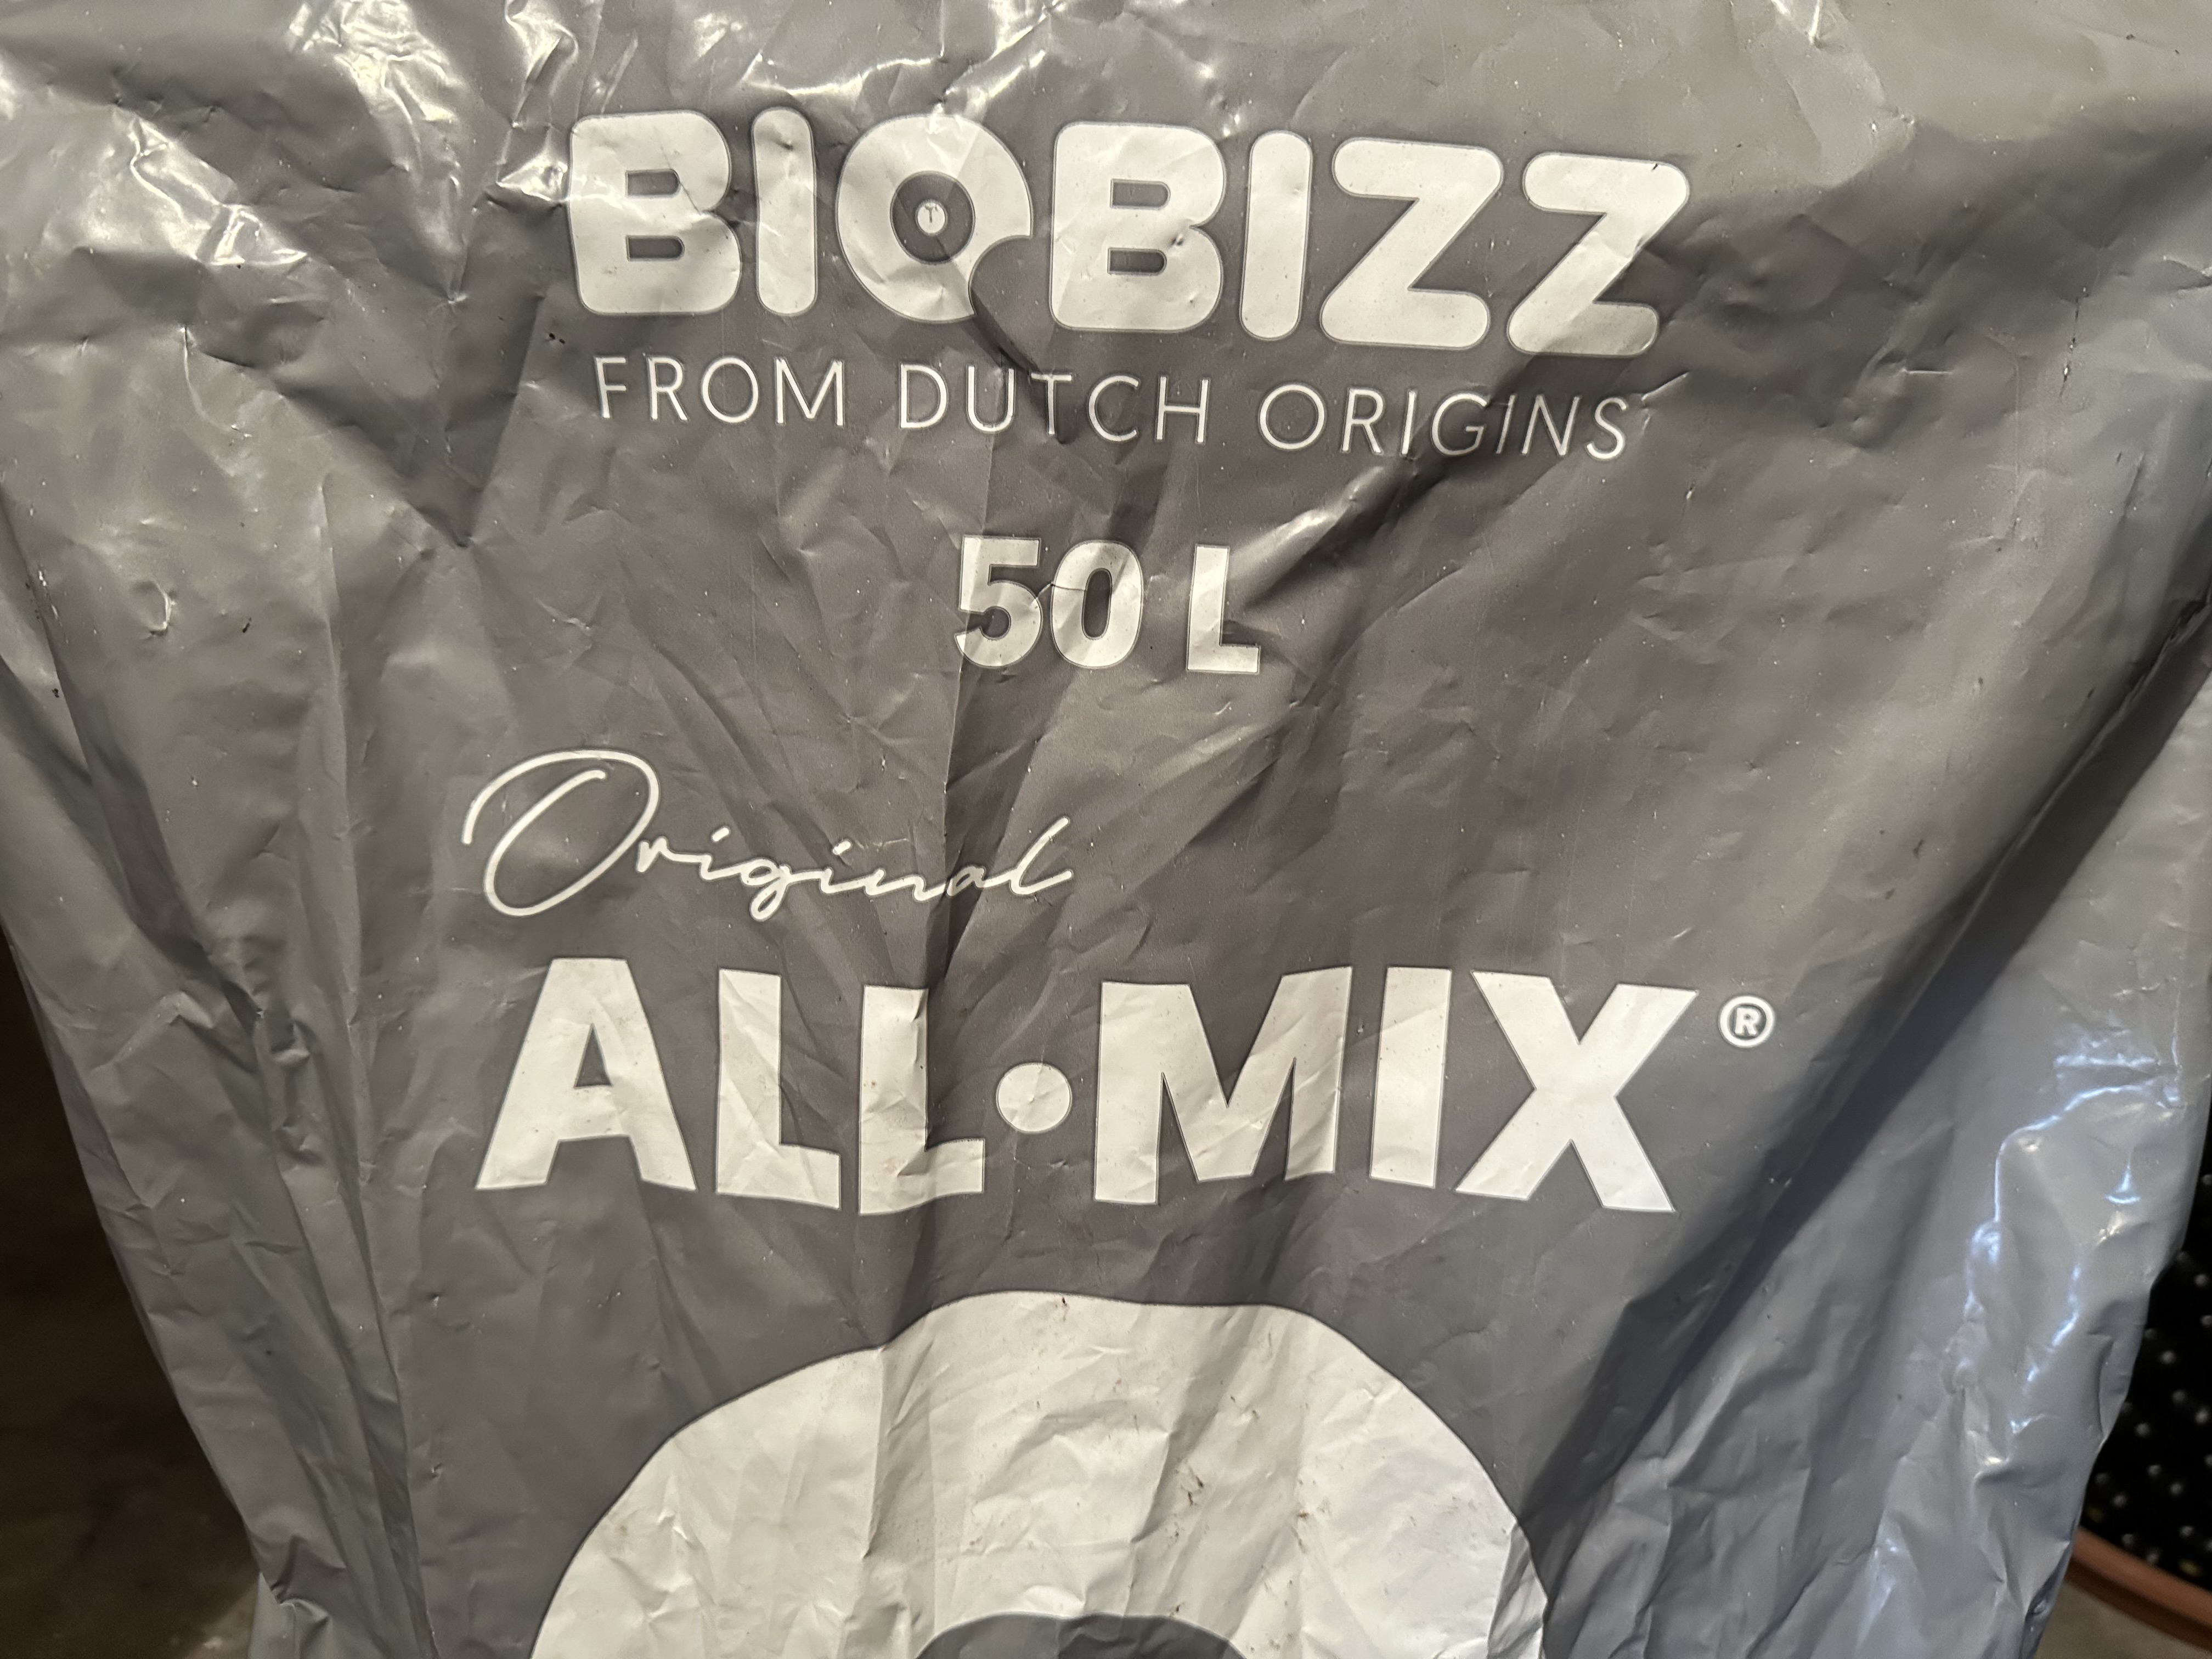 BIOBIZZ
FROM DUTCH ORIGINS
50 L
Original
ALL•MIX®